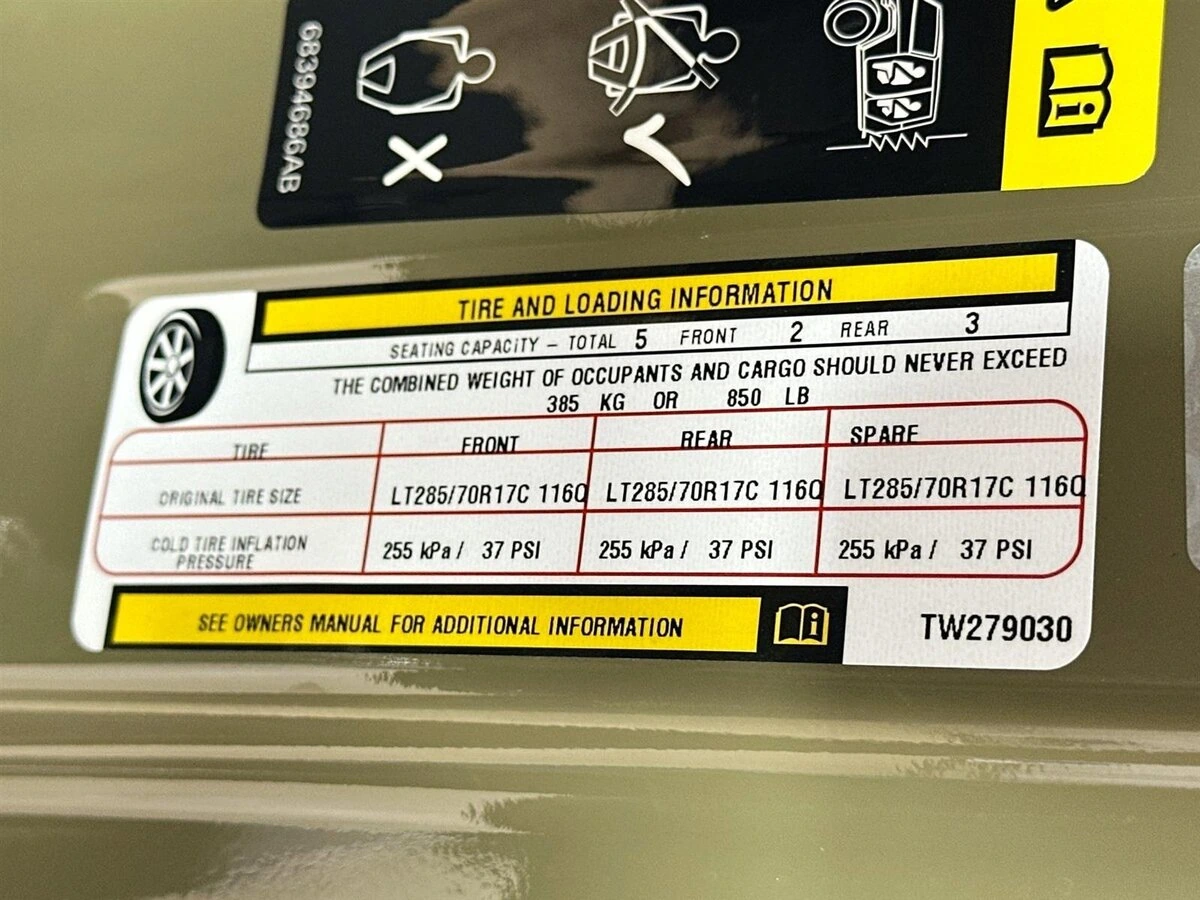 68394686AB
TIRE AND LOADING INFORMATION
SEATING CAPACITY – TOTAL 5 FRONT 2 REAR 3
THE COMBINED WEIGHT OF OCCUPANTS AND CARGO SHOULD NEVER EXCEED
385 KG OR 850 LB
TIRE FRONT REAR SPARE
ORIGINAL TIRE SIZE LT285/70R17C 116Q LT285/70R17C 116Q LT285/70R17C 116Q
COLD TIRE INFLATION
PRESSURE 255 kPa / 37 PSI 255 kPa / 37 PSI 255 kPa / 37 PSI
SEE OWNERS MANUAL FOR ADDITIONAL INFORMATION
TW279030